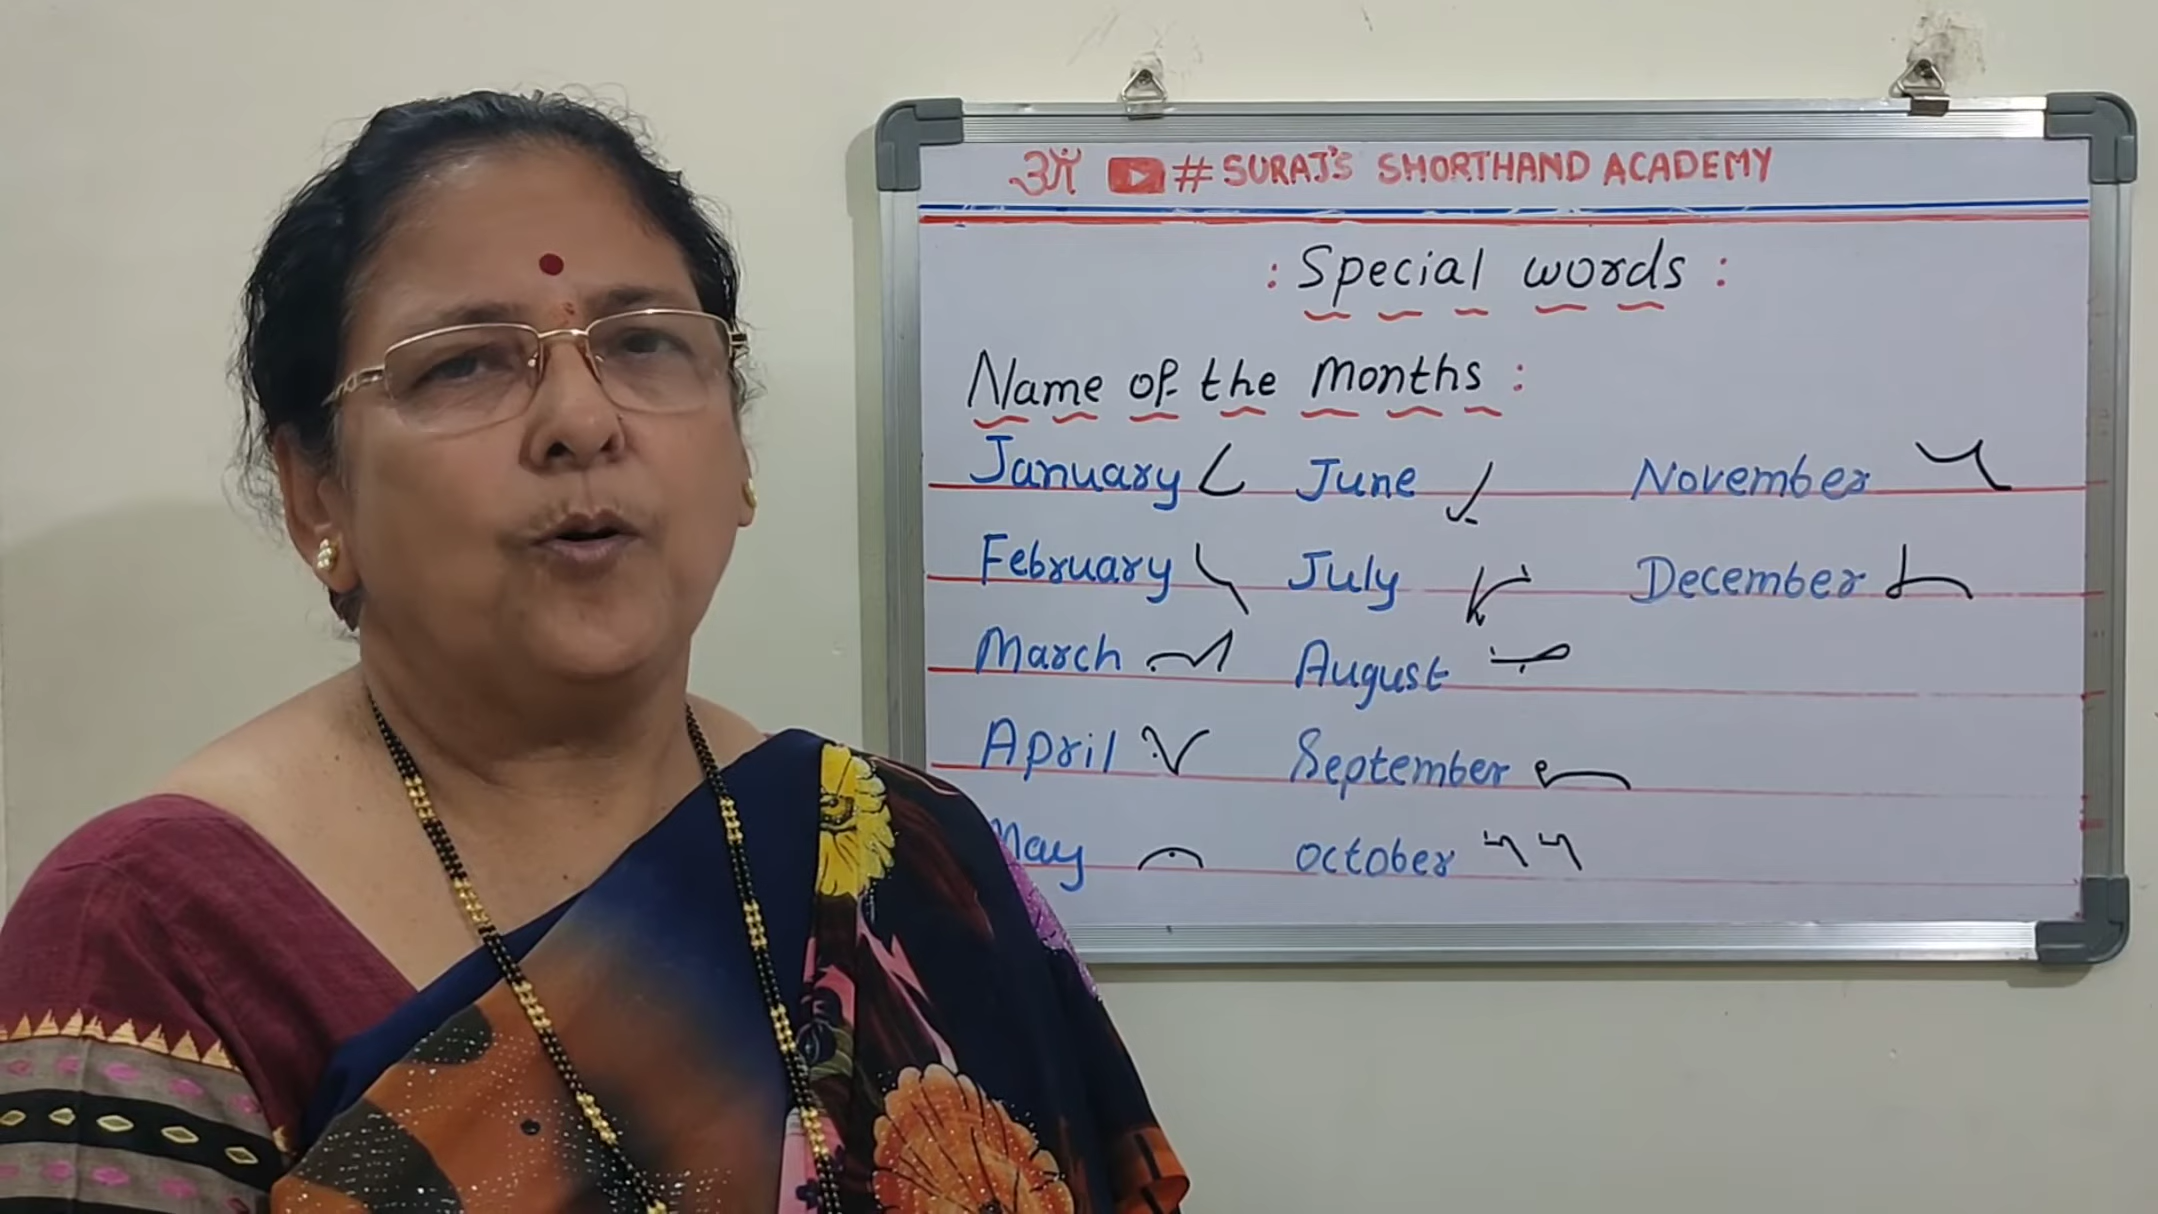 ॐ # SURAJ'S SHORTHAND ACADEMY
: Special words :
Name of the months :
January June November
February July December
March August
April September
May october